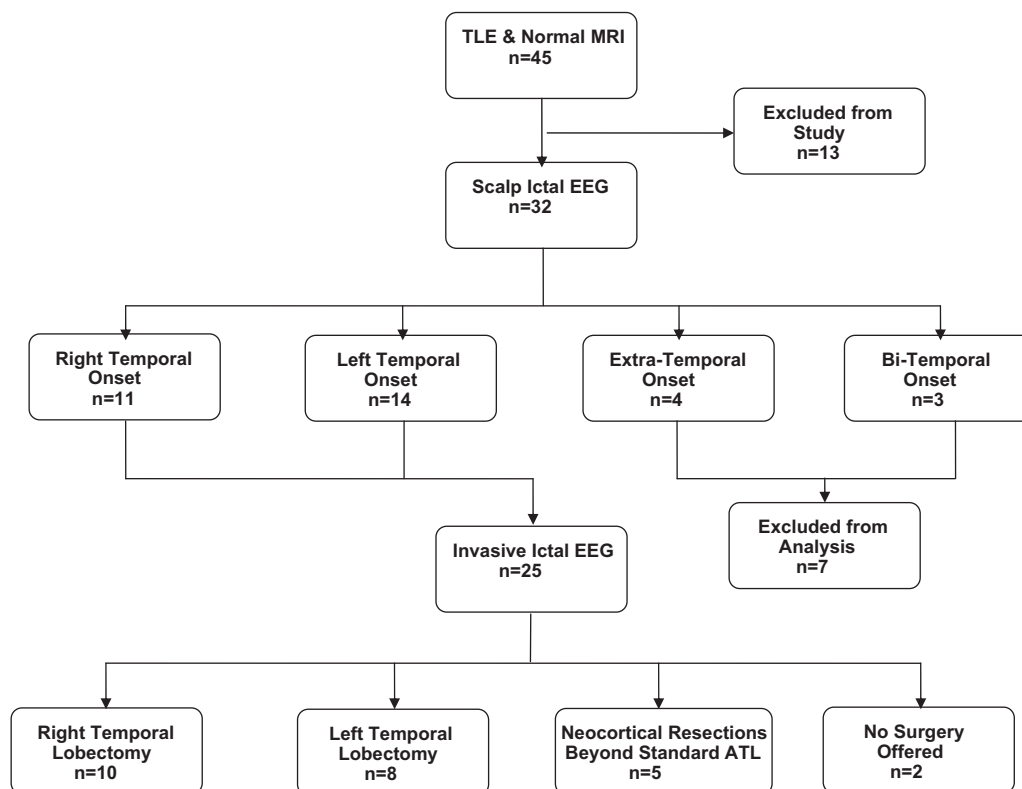 TLE & Normal MRI
n=45
Excluded from
Study
n=13
Scalp Ictal EEG
n=32
Right Temporal
Onset
n=11
Left Temporal
Onset
n=14
Extra-Temporal
Onset
n=4
Bi-Temporal
Onset
n=3
Invasive Ictal EEG
n=25
Excluded from
Analysis
n=7
Right Temporal
Lobectomy
n=10
Left Temporal
Lobectomy
n=8
Neocortical Resections
Beyond Standard ATL
n=5
No Surgery
Offered
n=2